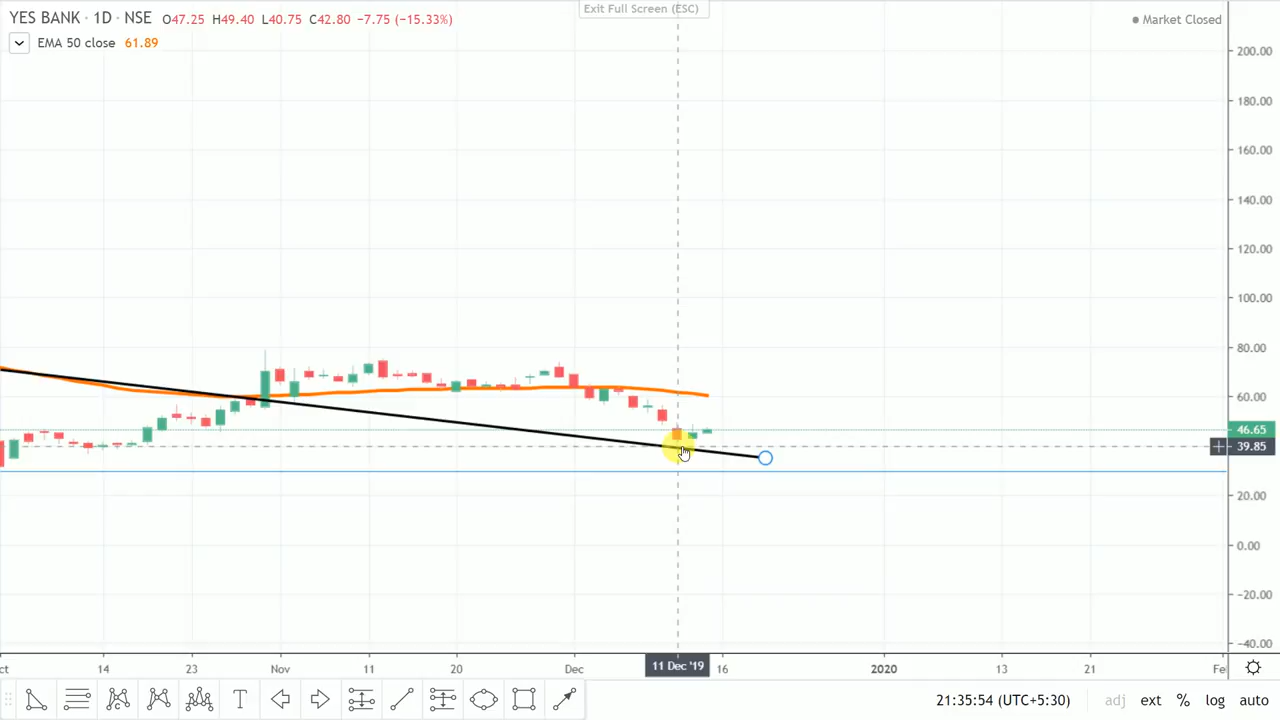 Exit Full Screen (ESC)
YES BANK · 1D · NSE O47.25 H49.40 L40.75 C42.80 −7.75 (−15.33%)
Market Closed
EMA 50 close 61.89
200.00
180.00
160.00
140.00
120.00
100.00
80.00
60.00
46.65
39.85
20.00
0.00
−20.00
−40.00
ct 14 23 Nov 11 20 Dec 11 Dec '19 16 2020 13 21 Fe
T 21:35:54 (UTC+5:30) adj ext % log auto